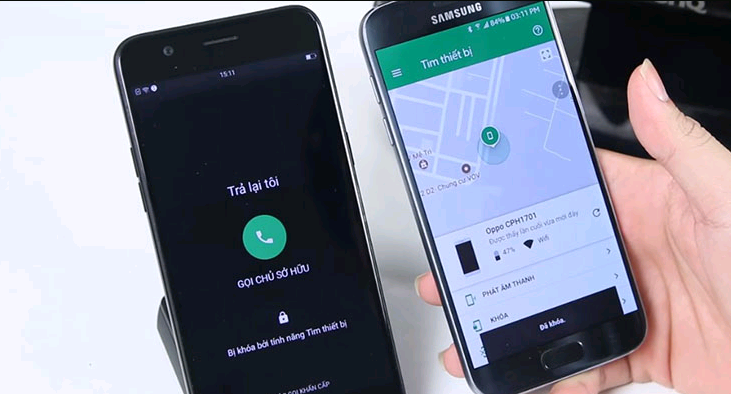 15:11
Trả lại tôi
GỌI CHỦ SỞ HỮU
Bị khóa bởi tính năng Tìm thiết bị
GỌI KHẨN CẤP
SAMSUNG
84% 03:11 PM
Tìm thiết bị
Mễ Trì
2 D2. Chung cư VOV
Oppo CPH1701
Được thấy lần cuối vừa mới đây
47% Wifi
PHÁT ÂM THANH
KHÓA
Đã khóa.